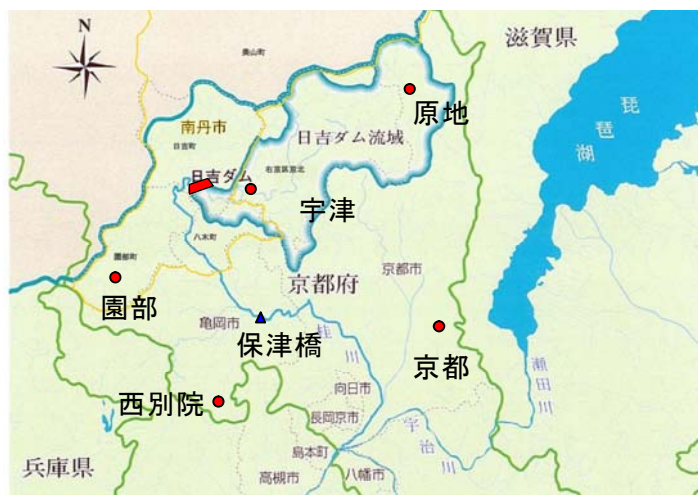 N
滋賀県
美山町
原地
琵琶湖
南丹市
日吉町
日吉ダム流域
日吉ダム
右京区京北
宇津
八木町
園部町
京都府
京都市
園部
亀岡市
保津橋
桂川
京都
瀬田川
西別院
向日市
長岡京市
宇治川
島本町
兵庫県
高槻市
八幡市